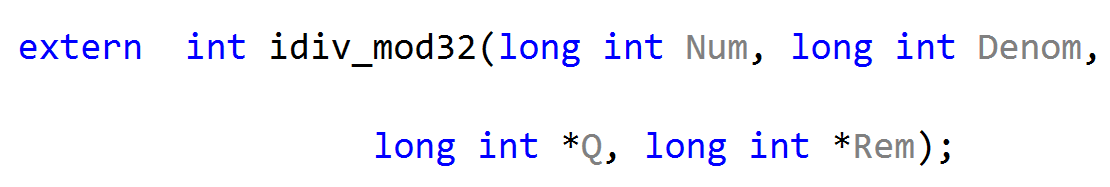 extern  int idiv_mod32(long int Num, long int Denom,
long int *Q, long int *Rem);